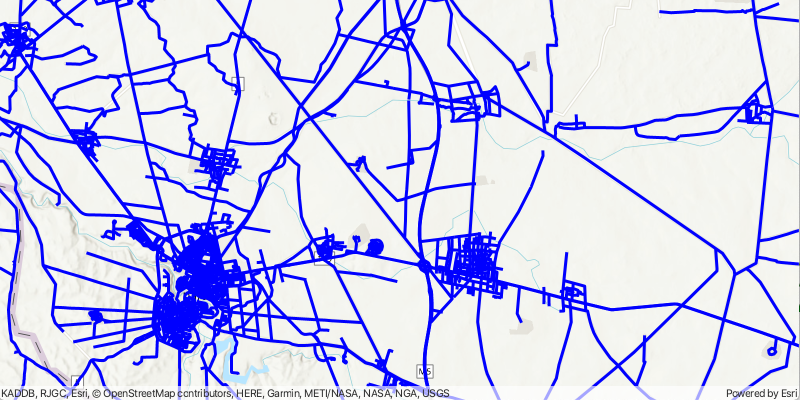 M5
KADDB, RJGC, Esri, © OpenStreetMap contributors, HERE, Garmin, METI/NASA, NASA, NGA, USGS
Powered by Esri